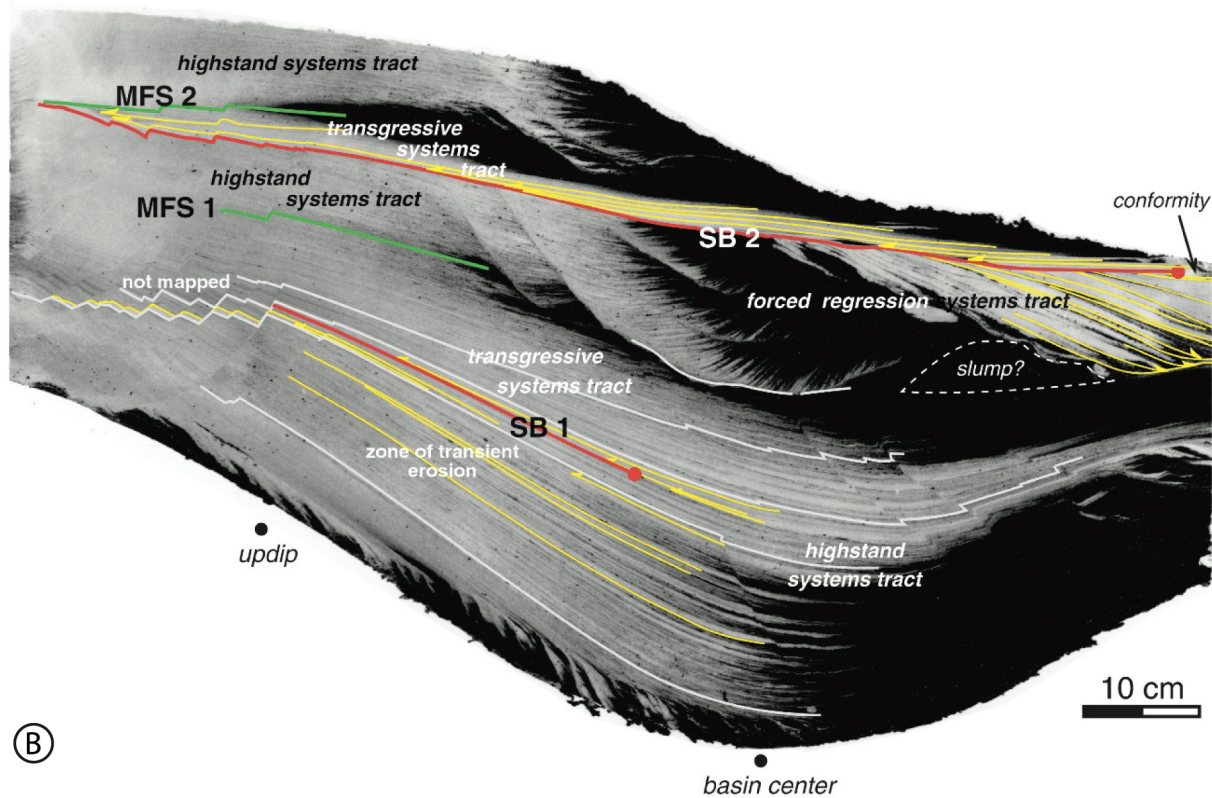 highstand systems tract
MFS 2
transgressive
systems
tract
highstand
systems tract
MFS 1
conformity
SB 2
not mapped
forced regression systems tract
transgressive
systems tract
slump?
SB 1
zone of transient
erosion
updip
highstand
systems tract
10 cm
B
basin center